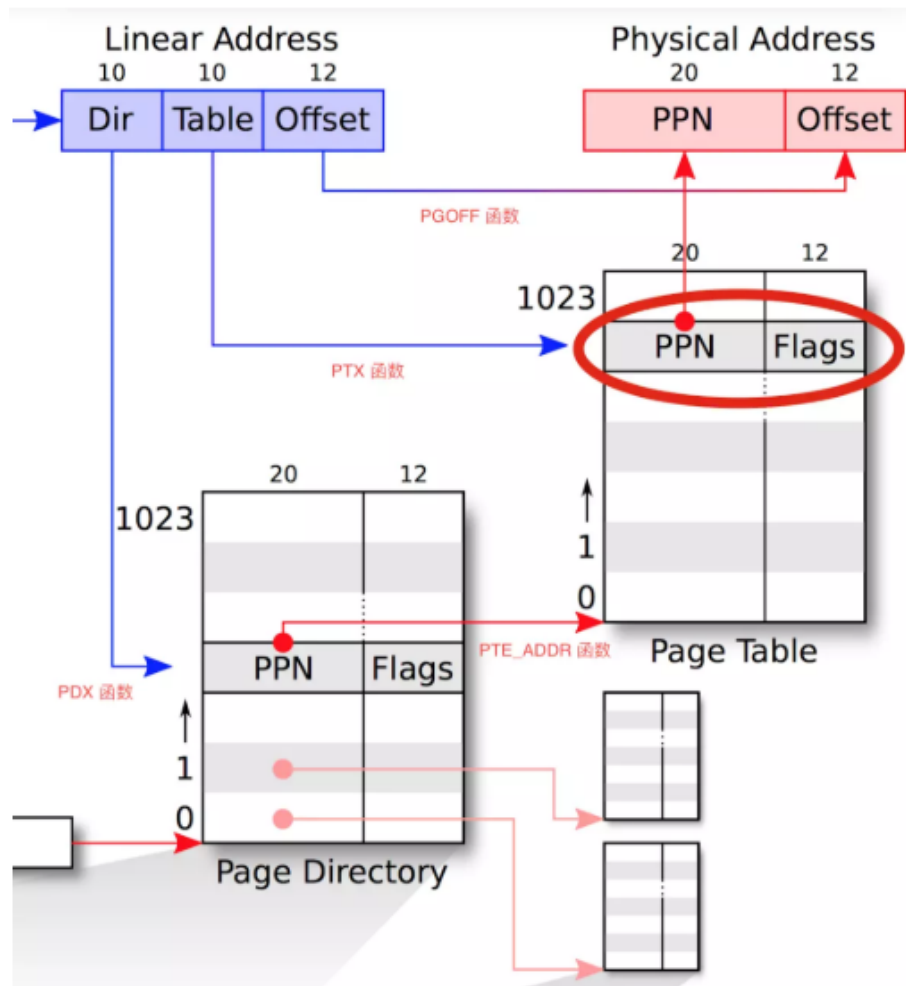 Linear Address
10 10 12
Dir Table Offset
Physical Address
20 12
PPN Offset
PGOFF 函数
20 12
1023
PPN Flags
PTX 函数
1
0
Page Table
20 12
1023
PPN Flags
PTE_ADDR 函数
PDX 函数
1
0
Page Directory